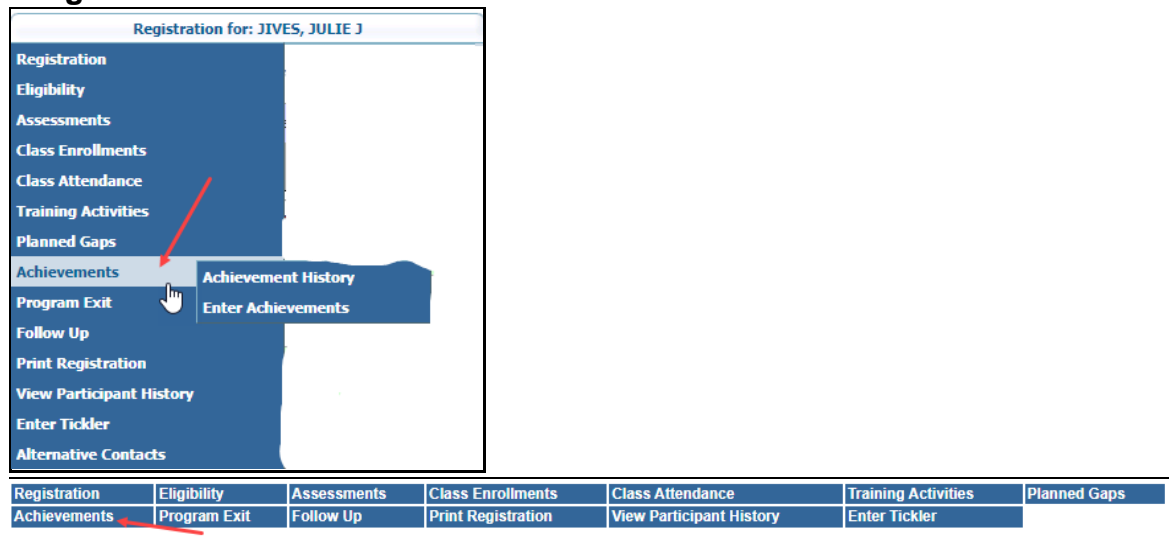 Registration for: JIVES, JULIE J
Registration
Eligibility
Assessments
Class Enrollments
Class Attendance
Training Activities
Planned Gaps
Achievements
Achievement History
Program Exit
Enter Achievements
Follow Up
Print Registration
View Participant History
Enter Tickler
Alternative Contacts
Registration Eligibility Assessments Class Enrollments Class Attendance Training Activities Planned Gaps
Achievements Program Exit Follow Up Print Registration View Participant History Enter Tickler